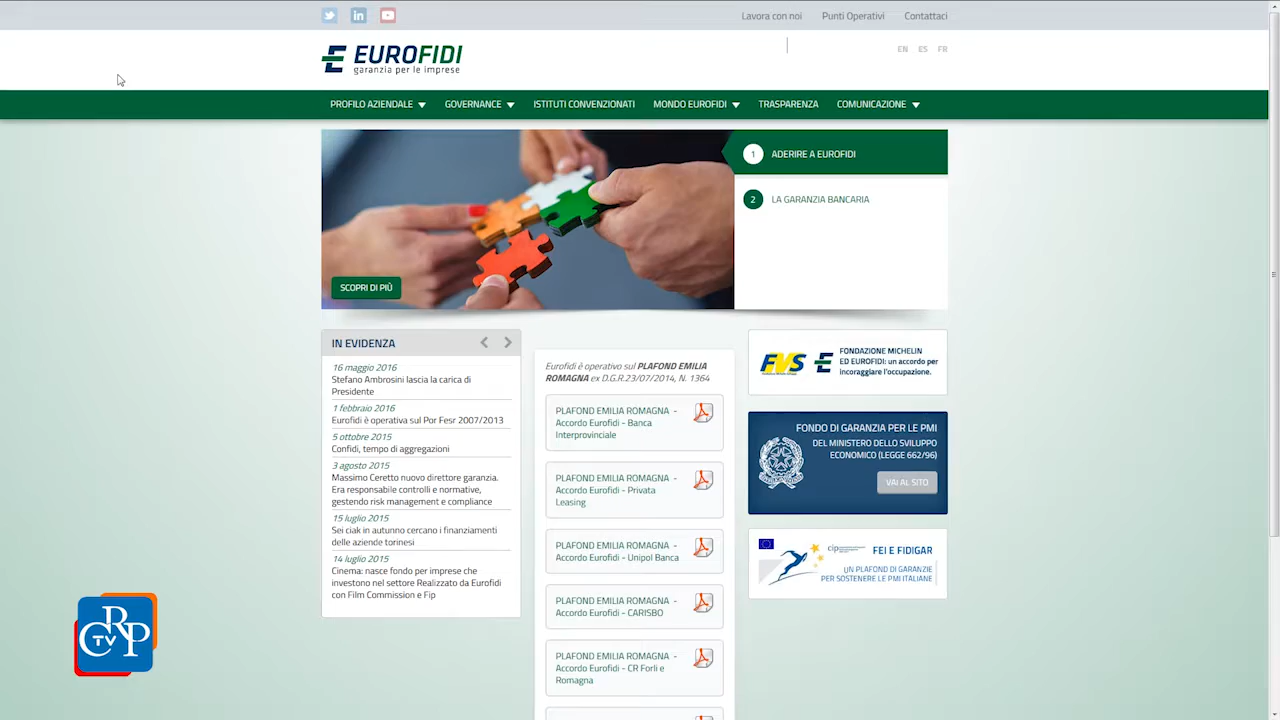 Lavora con noi Punti Operativi Contattaci
EUROFIDI
garanzia per le imprese
EN ES FR
PROFILO AZIENDALE GOVERNANCE ISTITUTI CONVENZIONATI MONDO EUROFIDI TRASPARENZA COMUNICAZIONE
SCOPRI DI PIÙ
1 ADERIRE A EUROFIDI
2 LA GARANZIA BANCARIA
IN EVIDENZA
16 maggio 2016
Stefano Ambrosini lascia la carica di
Presidente
1 febbraio 2016
Eurofidi è operativa sul Por Fesr 2007/2013
5 ottobre 2015
Confidi, tempo di aggregazioni
3 agosto 2015
Massimo Ceretto nuovo direttore garanzia.
Era responsabile controlli e normative,
gestendo risk management e compliance
15 luglio 2015
Sei ciak in autunno cercano i finanziamenti
delle aziende torinesi
14 luglio 2015
Cinema: nasce fondo per imprese che
investono nel settore Realizzato da Eurofidi
con Film Commission e Fip
Eurofidi è operativo sul PLAFOND EMILIA
ROMAGNA ex D.G.R.23/07/2014, N. 1364
PLAFOND EMILIA ROMAGNA -
Accordo Eurofidi - Banca
Interprovinciale
PLAFOND EMILIA ROMAGNA -
Accordo Eurofidi - Privata
Leasing
PLAFOND EMILIA ROMAGNA -
Accordo Eurofidi - Unipol Banca
PLAFOND EMILIA ROMAGNA -
Accordo Eurofidi - CARISBO
PLAFOND EMILIA ROMAGNA -
Accordo Eurofidi - CR Forlì e
Romagna
FVS
FONDAZIONE MICHELIN
ED EUROFIDI: un accordo per
incoraggiare l'occupazione.
FONDO DI GARANZIA PER LE PMI
DEL MINISTERO DELLO SVILUPPO
ECONOMICO (LEGGE 662/96)
VAI AL SITO
cip
FEI E FIDIGAR
UN PLAFOND DI GARANZIE
PER SOSTENERE LE PMI ITALIANE
CRP TV